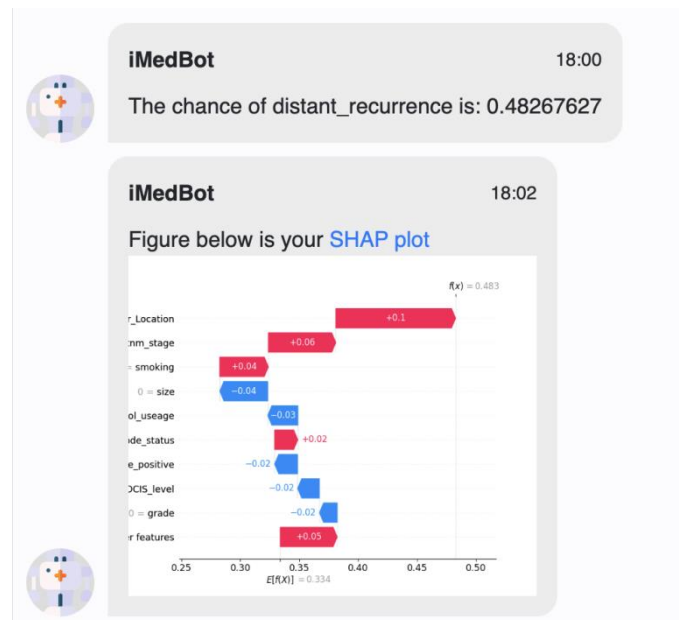 iMedBot 18:00
The chance of distant_recurrence is: 0.48267627
iMedBot 18:02
Figure below is your SHAP plot
f(x) = 0.483
r_Location +0.1
tnm_stage +0.06
= smoking +0.04
0 = size −0.04
ol_useage −0.03
de_status +0.02
e_positive −0.02
DCIS_level −0.02
0 = grade −0.02
r features +0.05
0.25 0.30 0.35 0.40 0.45 0.50
E[f(X)] = 0.334